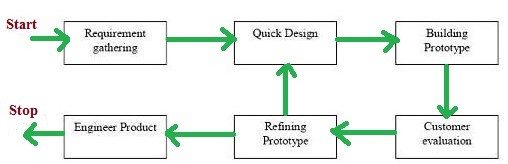 Start
Requirement
gathering
Quick Design
Building
Prototype
Stop
Engineer Product
Refining
Prototype
Customer
evaluation